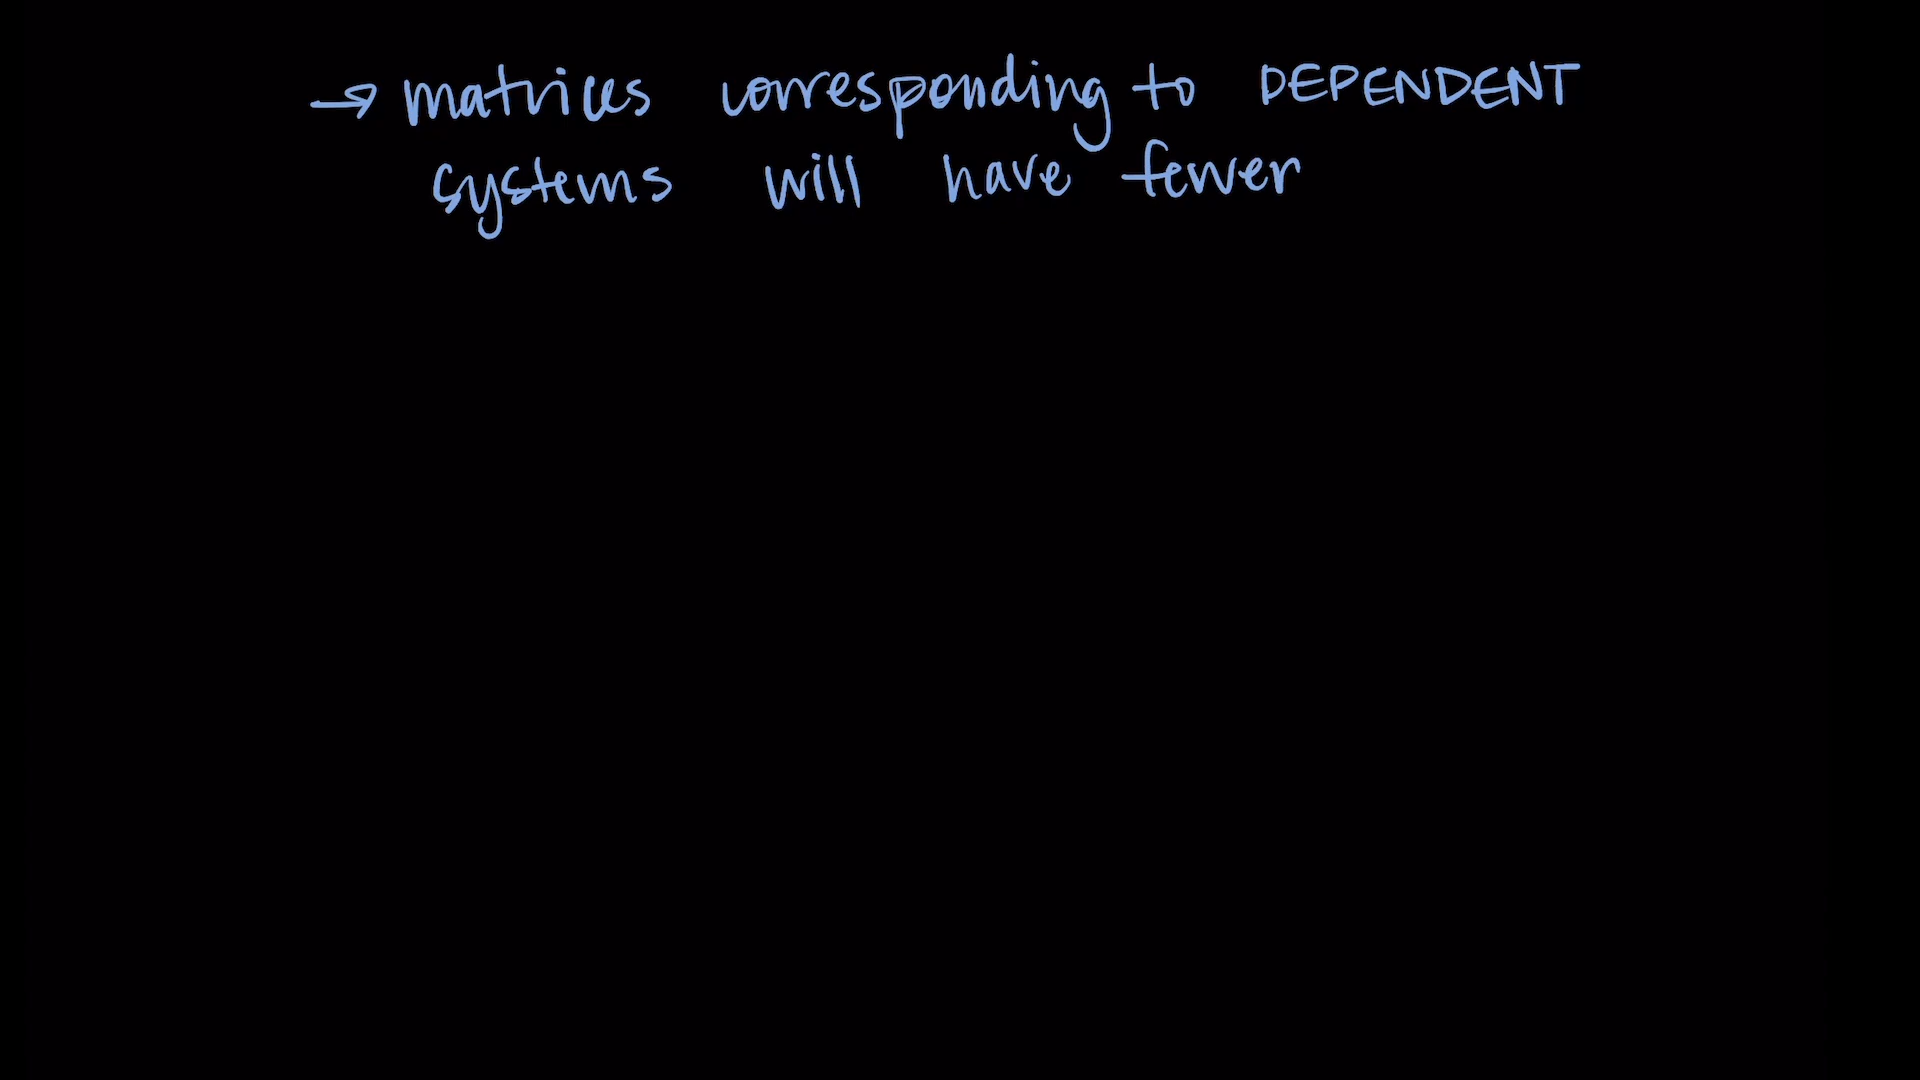 → matrices corresponding to DEPENDENT
systems will have fewer